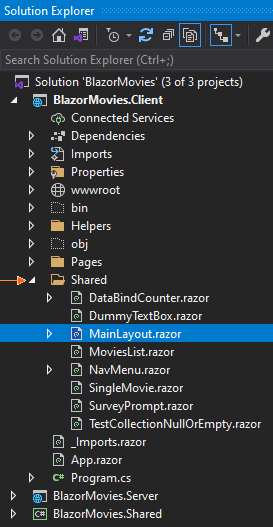 Solution Explorer
Search Solution Explorer (Ctrl+;)
Solution 'BlazorMovies' (3 of 3 projects)
BlazorMovies.Client
Connected Services
Dependencies
Imports
Properties
wwwroot
bin
Helpers
obj
Pages
Shared
DataBindCounter.razor
DummyTextBox.razor
MainLayout.razor
MoviesList.razor
NavMenu.razor
SingleMovie.razor
SurveyPrompt.razor
TestCollectionNullOrEmpty.razor
_Imports.razor
App.razor
C# Program.cs
BlazorMovies.Server
C# BlazorMovies.Shared